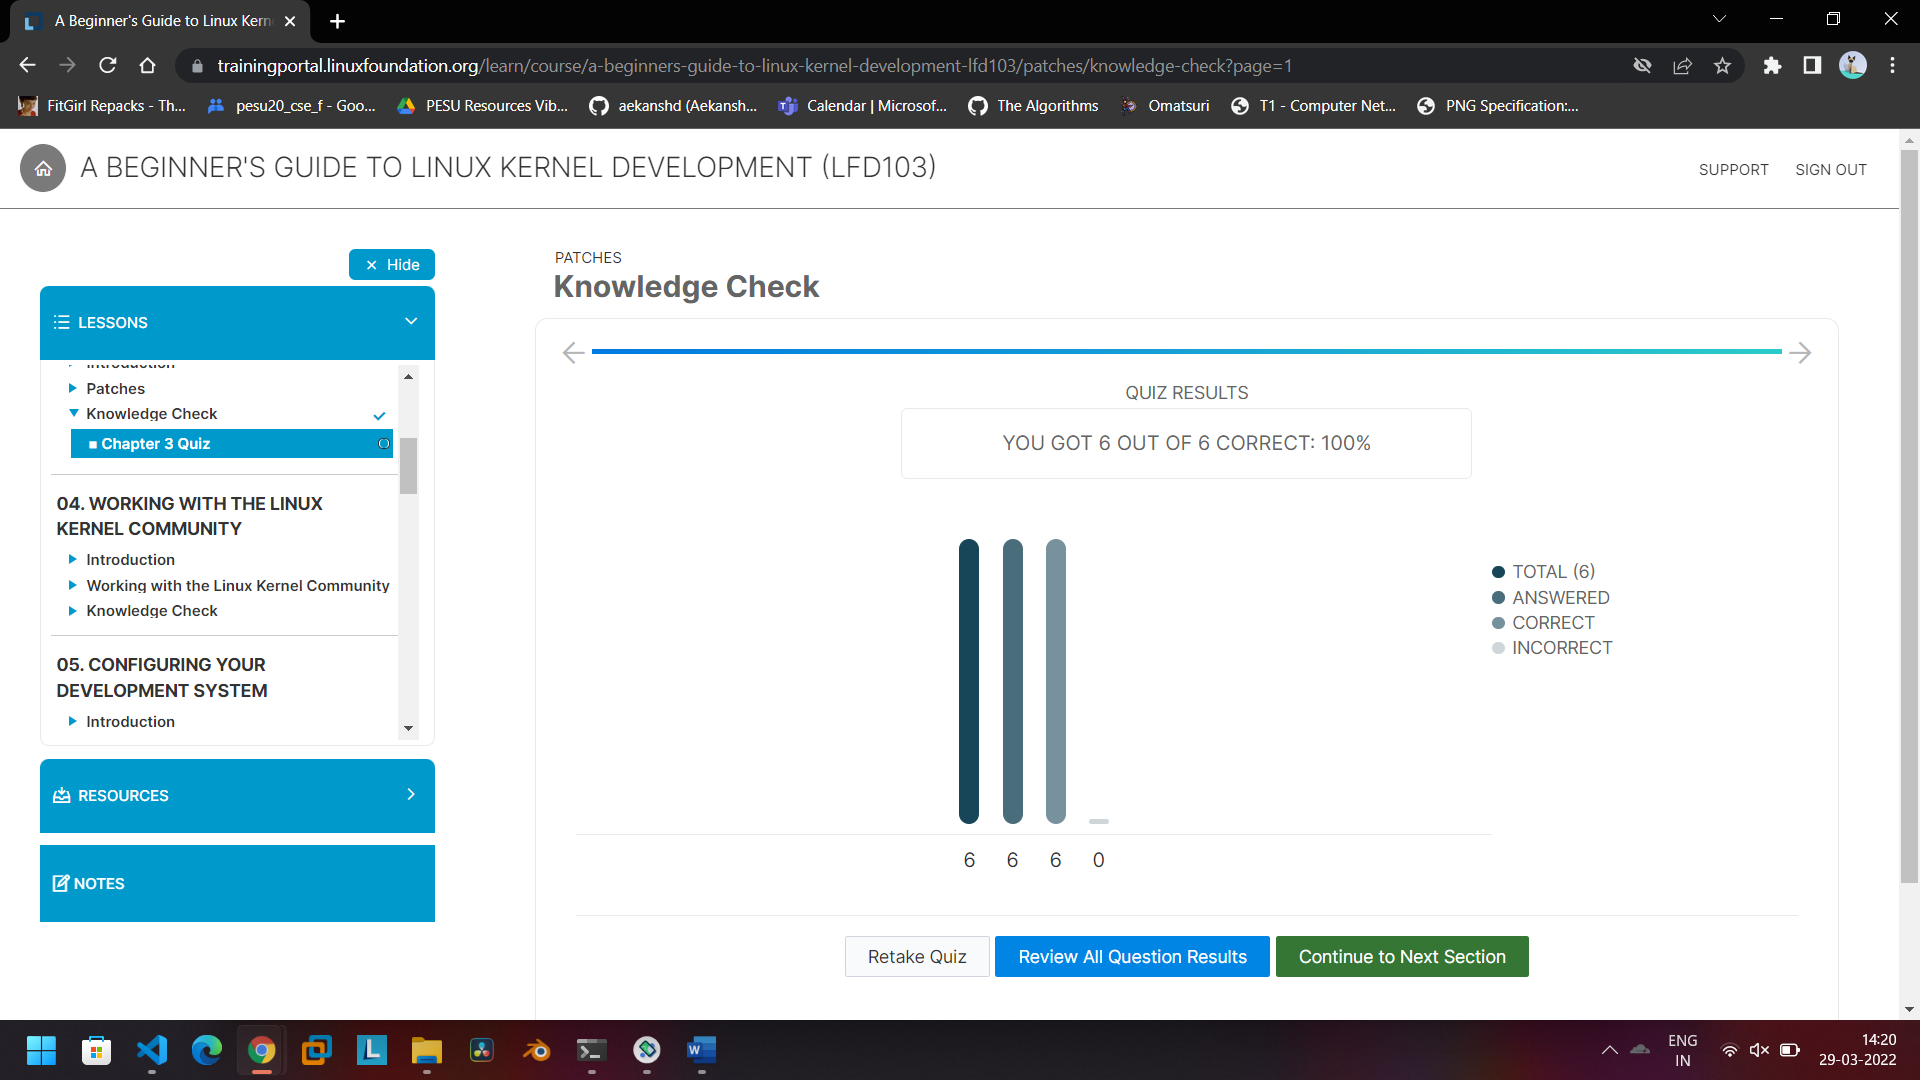 A Beginner's Guide to Linux Kern
trainingportal.linuxfoundation.org/learn/course/a-beginners-guide-to-linux-kernel-development-lfd103/patches/knowledge-check?page=1
FitGirl Repacks - Th...
pesu20_cse_f - Goo...
PESU Resources Vib...
aekanshd (Aekansh...
Calendar | Microsof...
The Algorithms
Omatsuri
T1 - Computer Net...
PNG Specification:...
A BEGINNER'S GUIDE TO LINUX KERNEL DEVELOPMENT (LFD103)
SUPPORT
SIGN OUT
Hide
LESSONS
Introduction
Patches
Knowledge Check
Chapter 3 Quiz
04. WORKING WITH THE LINUX
KERNEL COMMUNITY
Introduction
Working with the Linux Kernel Community
Knowledge Check
05. CONFIGURING YOUR
DEVELOPMENT SYSTEM
Introduction
RESOURCES
NOTES
PATCHES
Knowledge Check
QUIZ RESULTS
YOU GOT 6 OUT OF 6 CORRECT: 100%
TOTAL (6)
ANSWERED
CORRECT
INCORRECT
6 6 6 0
Retake Quiz
Review All Question Results
Continue to Next Section
ENG
IN
14:20
29-03-2022